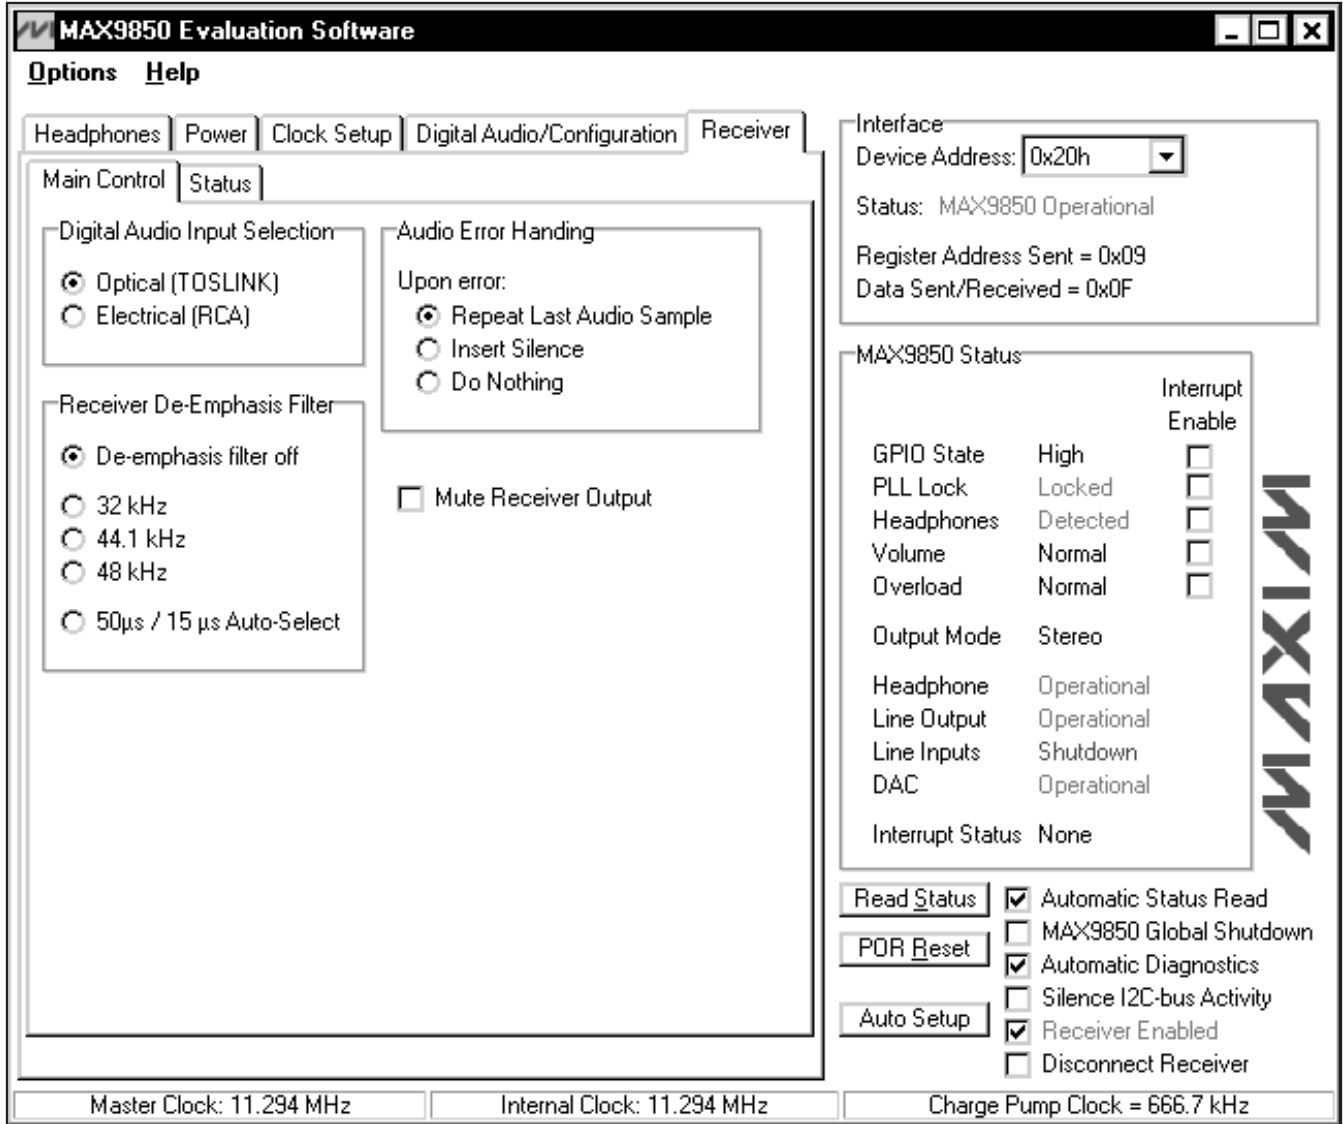 MAX9850 Evaluation Software
Options Help
Headphones Power Clock Setup Digital Audio/Configuration Receiver
Main Control Status
Digital Audio Input Selection
Optical (TOSLINK)
Electrical (RCA)
Receiver De-Emphasis Filter
De-emphasis filter off
32 kHz
44.1 kHz
48 kHz
50µs / 15 µs Auto-Select
Audio Error Handing
Upon error:
Repeat Last Audio Sample
Insert Silence
Do Nothing
Mute Receiver Output
Interface
Device Address: 0x20h
Status: MAX9850 Operational
Register Address Sent = 0x09
Data Sent/Received = 0x0F
MAX9850 Status
Interrupt
Enable
GPIO State High
PLL Lock Locked
Headphones Detected
Volume Normal
Overload Normal
Output Mode Stereo
Headphone Operational
Line Output Operational
Line Inputs Shutdown
DAC Operational
Interrupt Status None
MAXIM
Read Status
POR Reset
Auto Setup
Automatic Status Read
MAX9850 Global Shutdown
Automatic Diagnostics
Silence I2C-bus Activity
Receiver Enabled
Disconnect Receiver
Master Clock: 11.294 MHz
Internal Clock: 11.294 MHz
Charge Pump Clock = 666.7 kHz